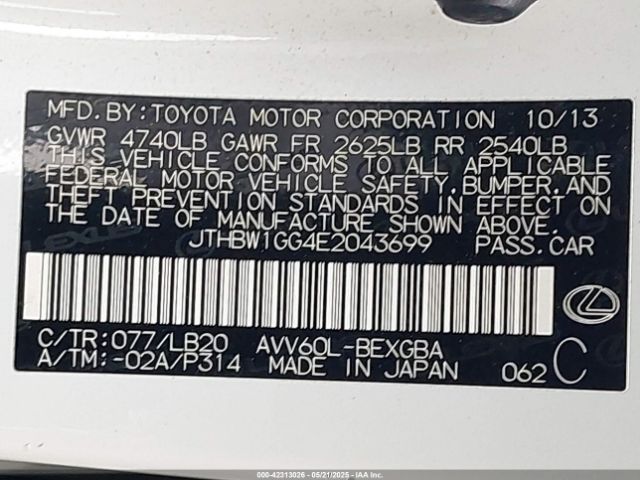 MFD.BY:TOYOTA MOTOR CORPORATION 10/13
GVWR 4740LB GAWR FR 2625LB RR 2540LB
THIS VEHICLE CONFORMS TO ALL APPLICABLE
FEDERAL MOTOR VEHICLE SAFETY,BUMPER,AND
THEFT PREVENTION STANDARDS IN EFFECT ON
THE DATE OF MANUFACTURE SHOWN ABOVE.
JTHBW1GG4E2043699 PASS.CAR
C/TR:077/LB20 AVV60L-BEXGBA
A/TM:-02A/P314 MADE IN JAPAN 062 C
000-42313026 - 05/21/2025 - IAA Inc.